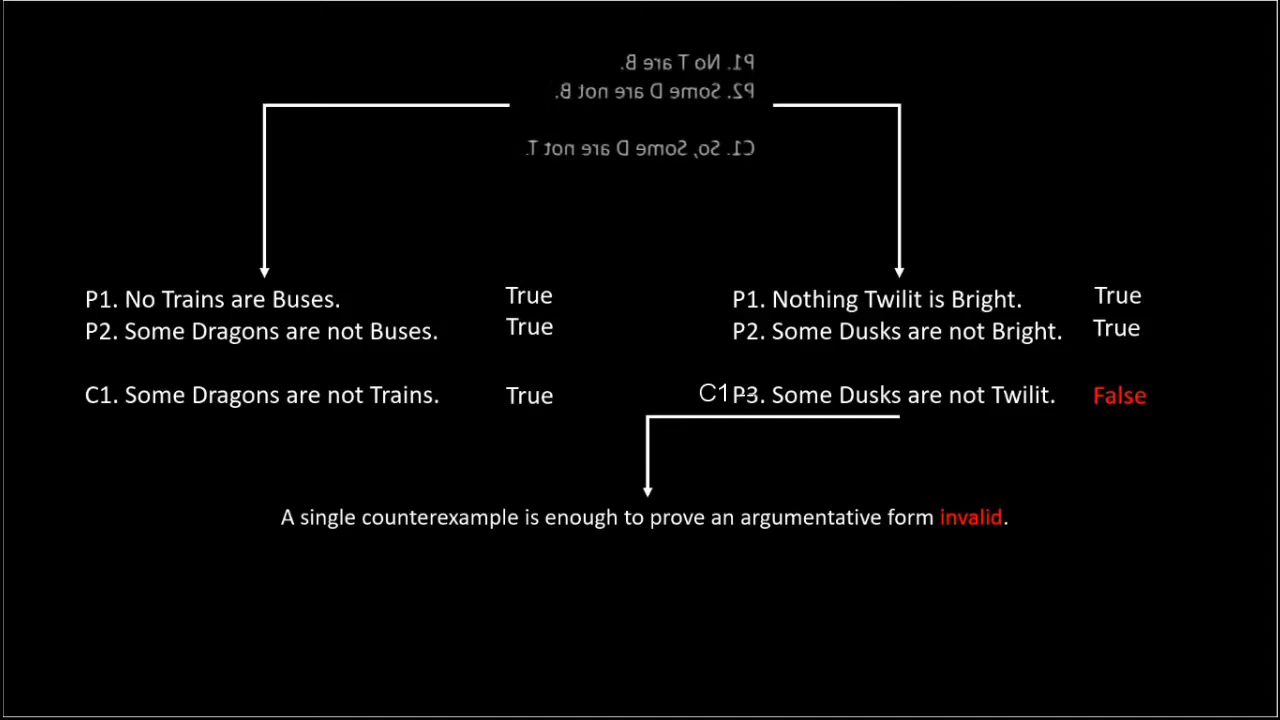 P1. No T are B.
P2. Some D are not B.
C1. So, Some D are not T.
P1. No Trains are Buses. True
P2. Some Dragons are not Buses. True
C1. Some Dragons are not Trains. True
P1. Nothing Twilit is Bright. True
P2. Some Dusks are not Bright. True
C1 P3. Some Dusks are not Twilit. False
A single counterexample is enough to prove an argumentative form invalid.